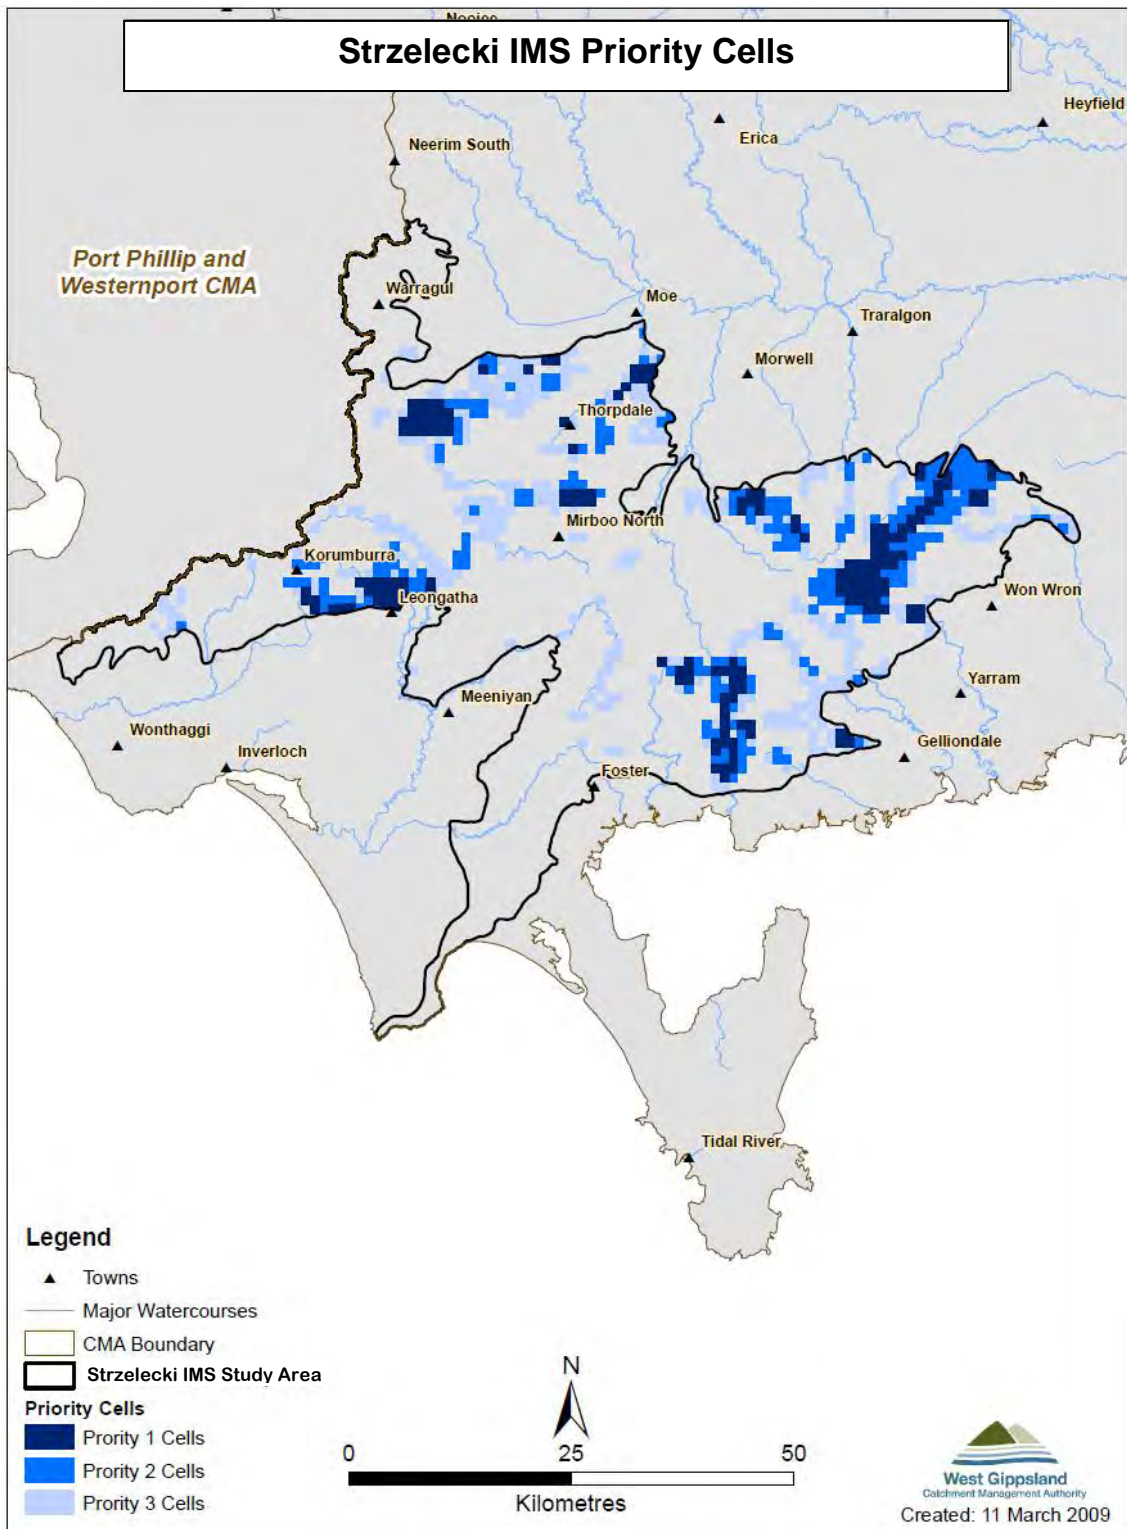 Noojee
Strzelecki IMS Priority Cells
Heyfield
Erica
Neerim South
Port Phillip and
Westernport CMA
Warragul
Moe
Traralgon
Morwell
Thorpdale
Mirboo North
Korumburra
Leongatha
Won Wron
Yarram
Meeniyan
Wonthaggi
Inverloch
Gelliondale
Foster
Tidal River
Legend
Towns
Major Watercourses
CMA Boundary
Strzelecki IMS Study Area
Priority Cells
Prority 1 Cells
Prority 2 Cells
Prority 3 Cells
N
0 25 50
Kilometres
West Gippsland
Catchment Management Authority
Created: 11 March 2009